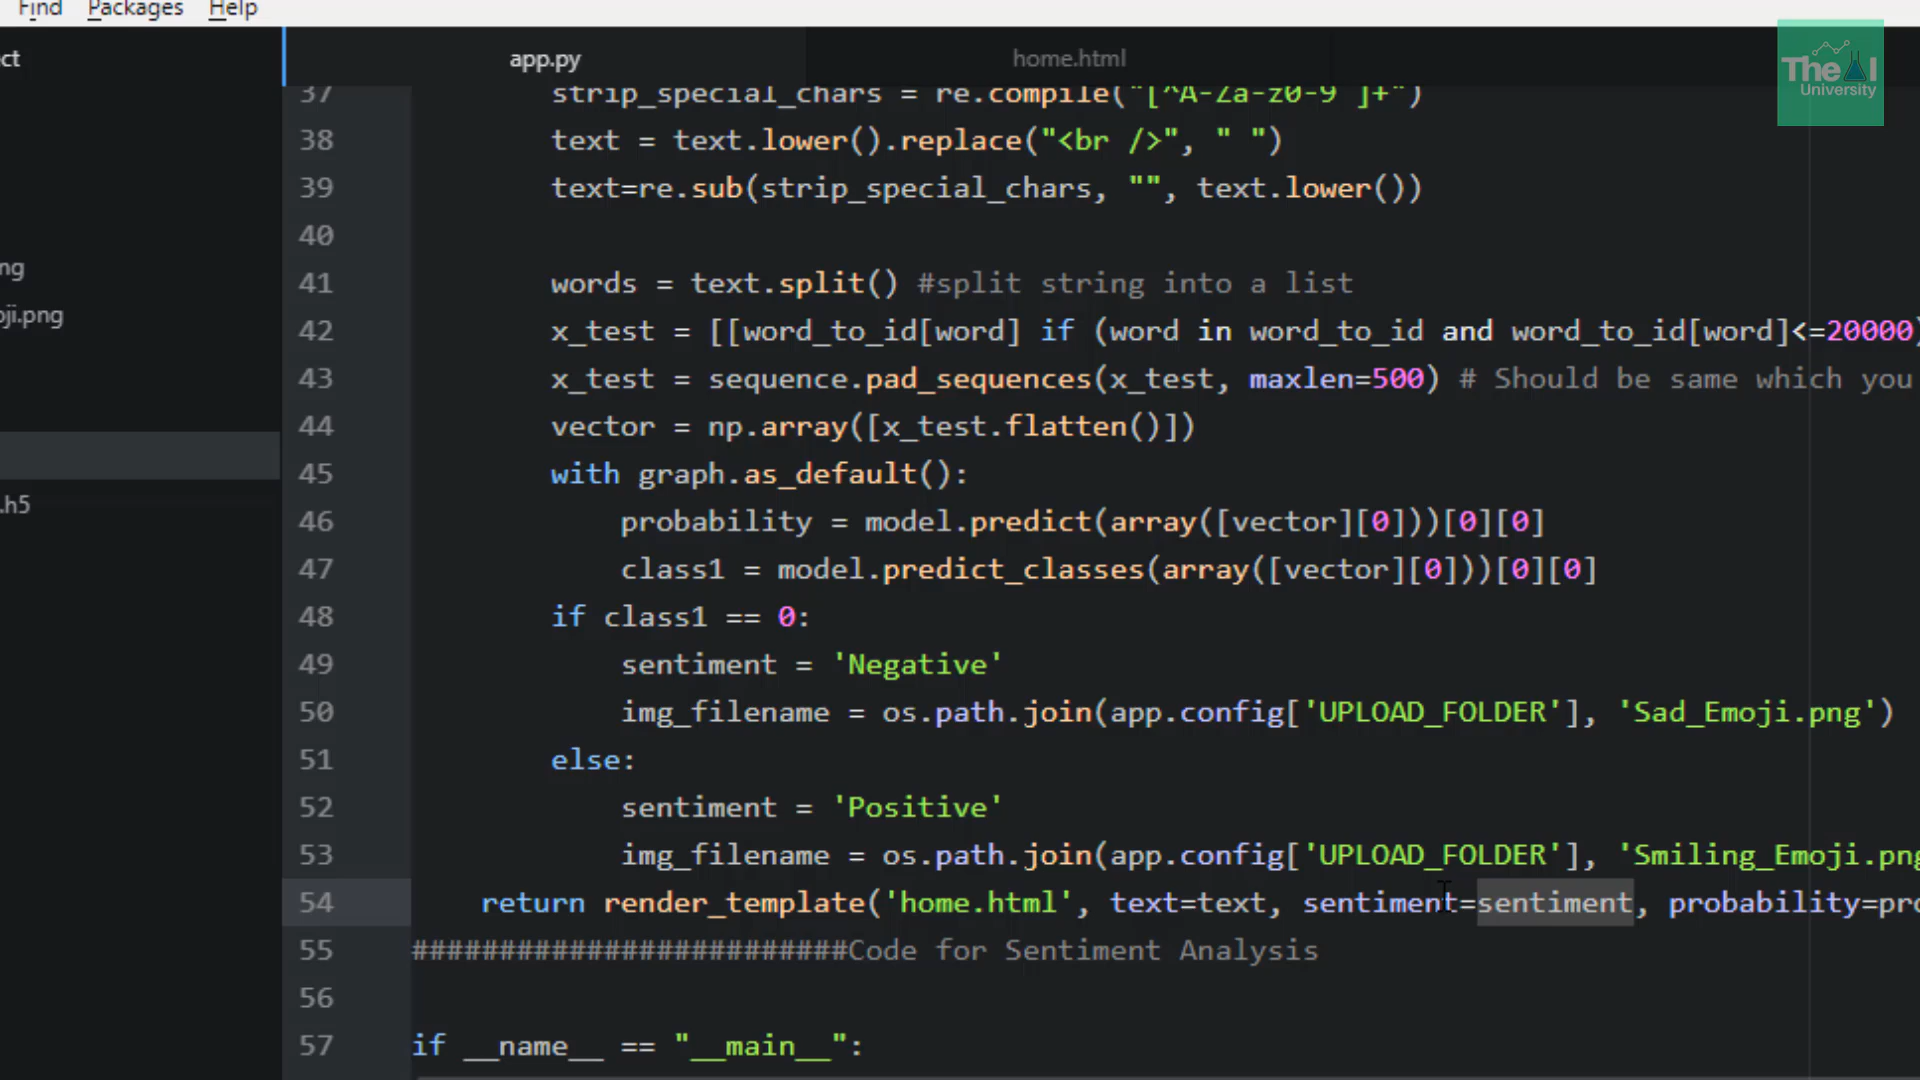 Find Packages Help
ct
app.py
home.html
The AI
University
37 strip_special_chars = re.compile("[^A-Za-z0-9 ]+")
38 text = text.lower().replace("<br />", " ")
39 text=re.sub(strip_special_chars, "", text.lower())
40
ng
41 words = text.split() #split string into a list
oji.png
42 x_test = [[word_to_id[word] if (word in word_to_id and word_to_id[word]<=20000)
43 x_test = sequence.pad_sequences(x_test, maxlen=500) # Should be same which you
44 vector = np.array([x_test.flatten()])
45 with graph.as_default():
.h5
46 probability = model.predict(array([vector][0]))[0][0]
47 class1 = model.predict_classes(array([vector][0]))[0][0]
48 if class1 == 0:
49 sentiment = 'Negative'
50 img_filename = os.path.join(app.config['UPLOAD_FOLDER'], 'Sad_Emoji.png')
51 else:
52 sentiment = 'Positive'
53 img_filename = os.path.join(app.config['UPLOAD_FOLDER'], 'Smiling_Emoji.png
54 return render_template('home.html', text=text, sentiment=sentiment, probability=pro
55 #########################Code for Sentiment Analysis
56
57 if __name__ == "__main__":